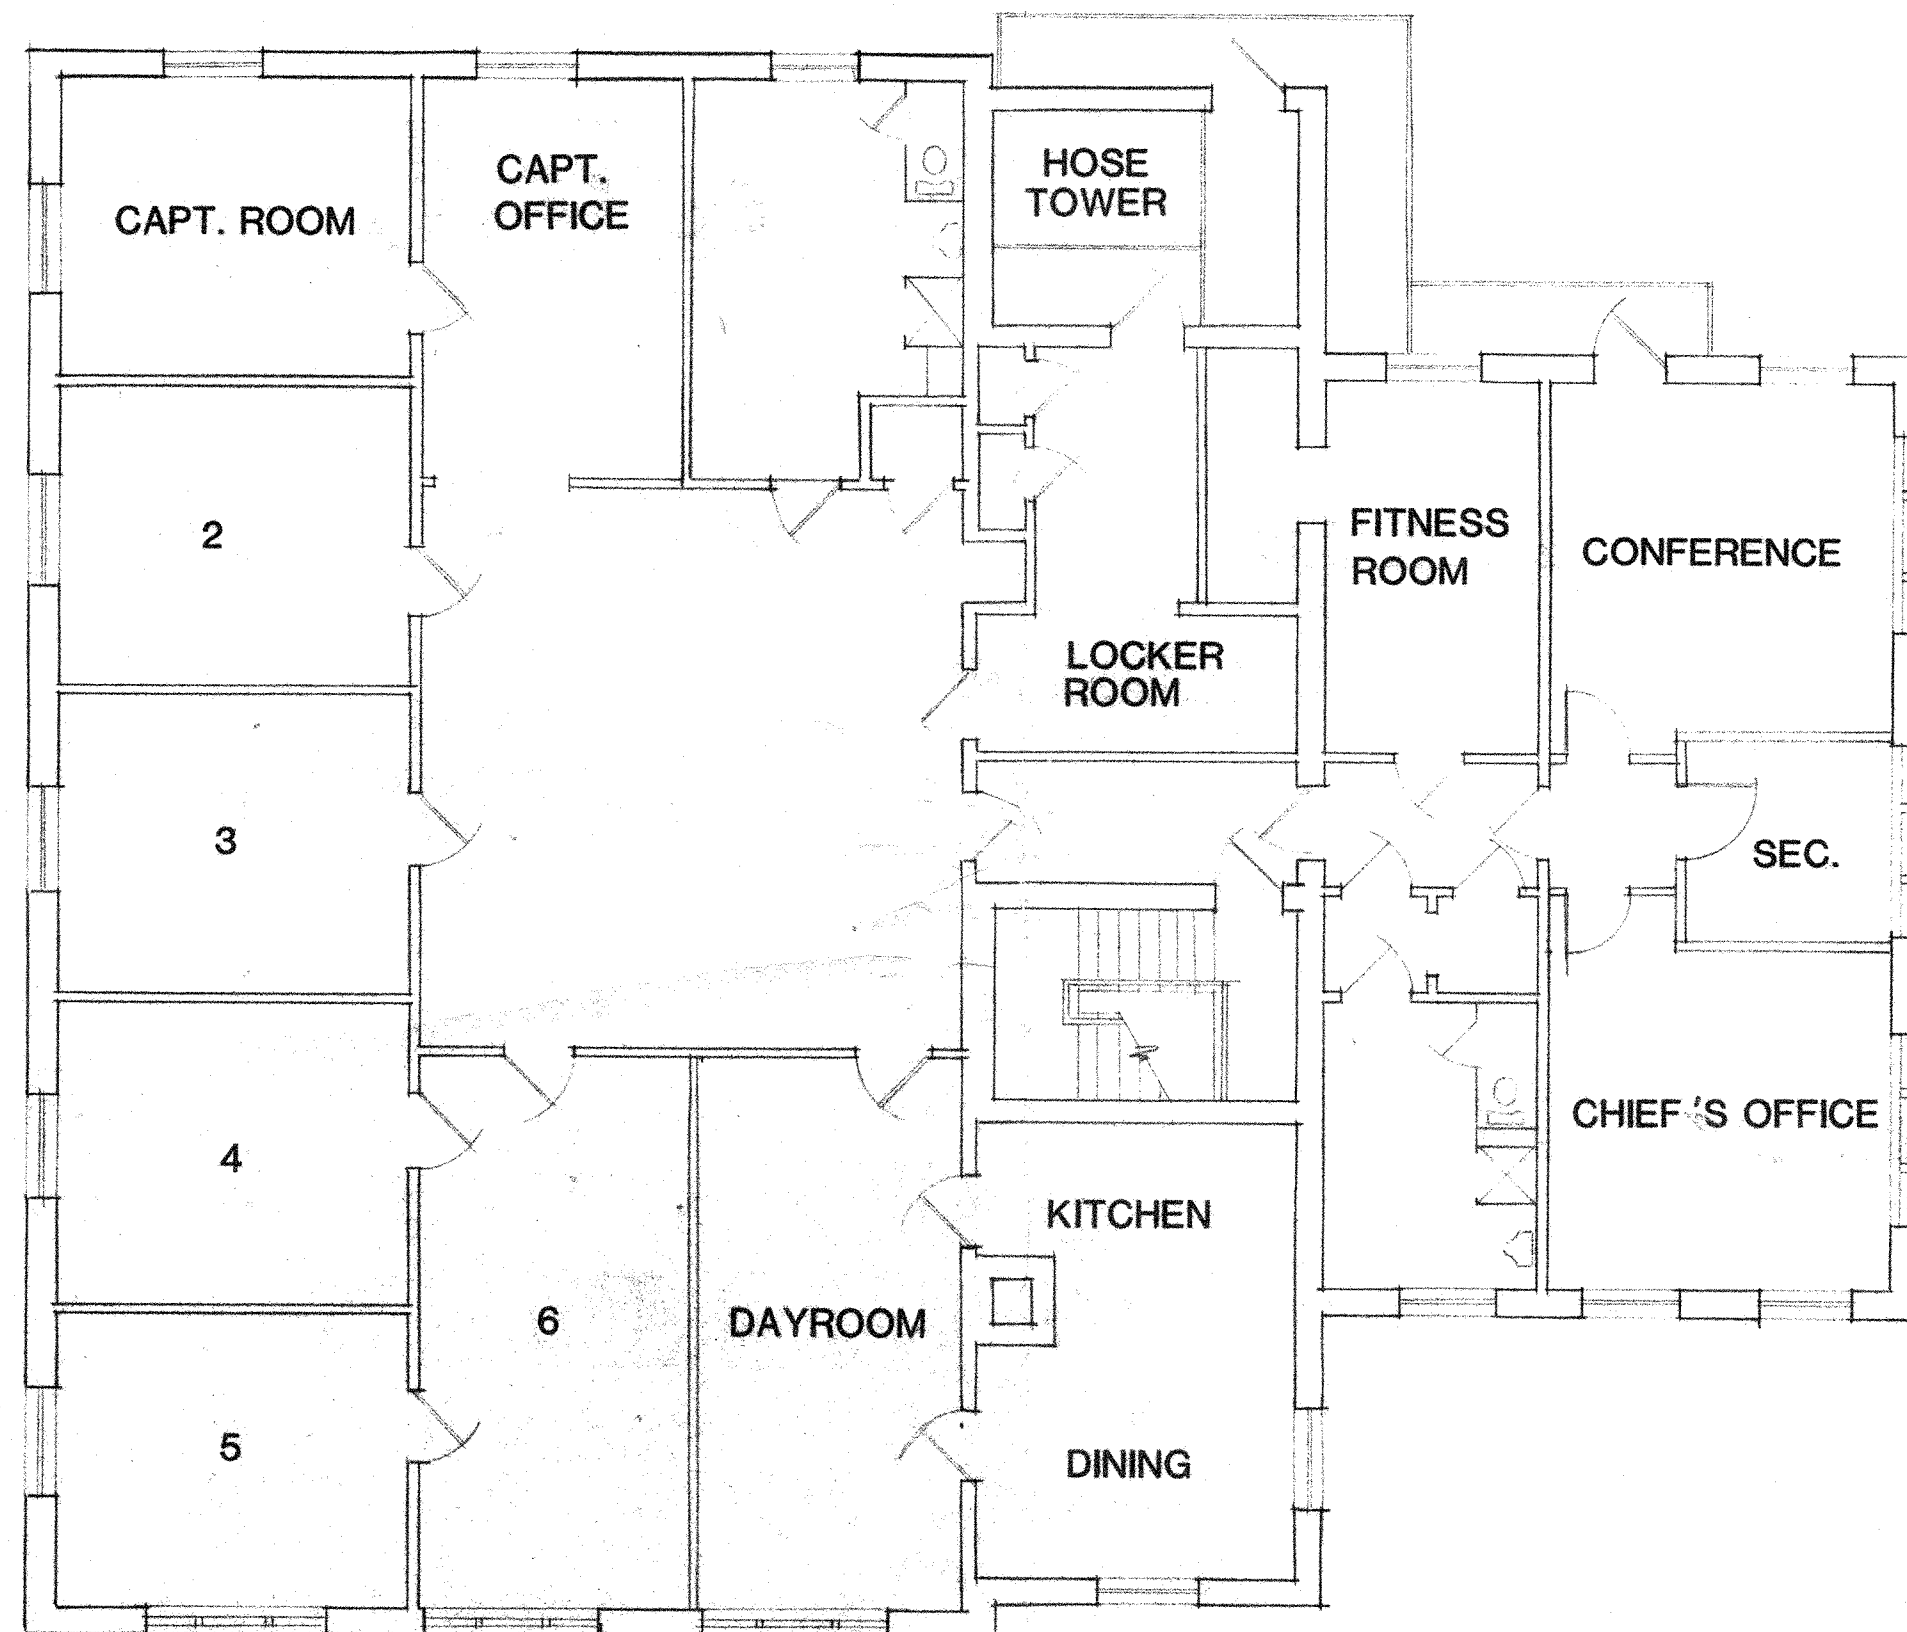 CAPT. ROOM
CAPT.
OFFICE
HOSE
TOWER
2
FITNESS
ROOM
CONFERENCE
LOCKER
ROOM
3
SEC.
4
6
DAYROOM
KITCHEN
CHIEF 'S OFFICE
5
DINING